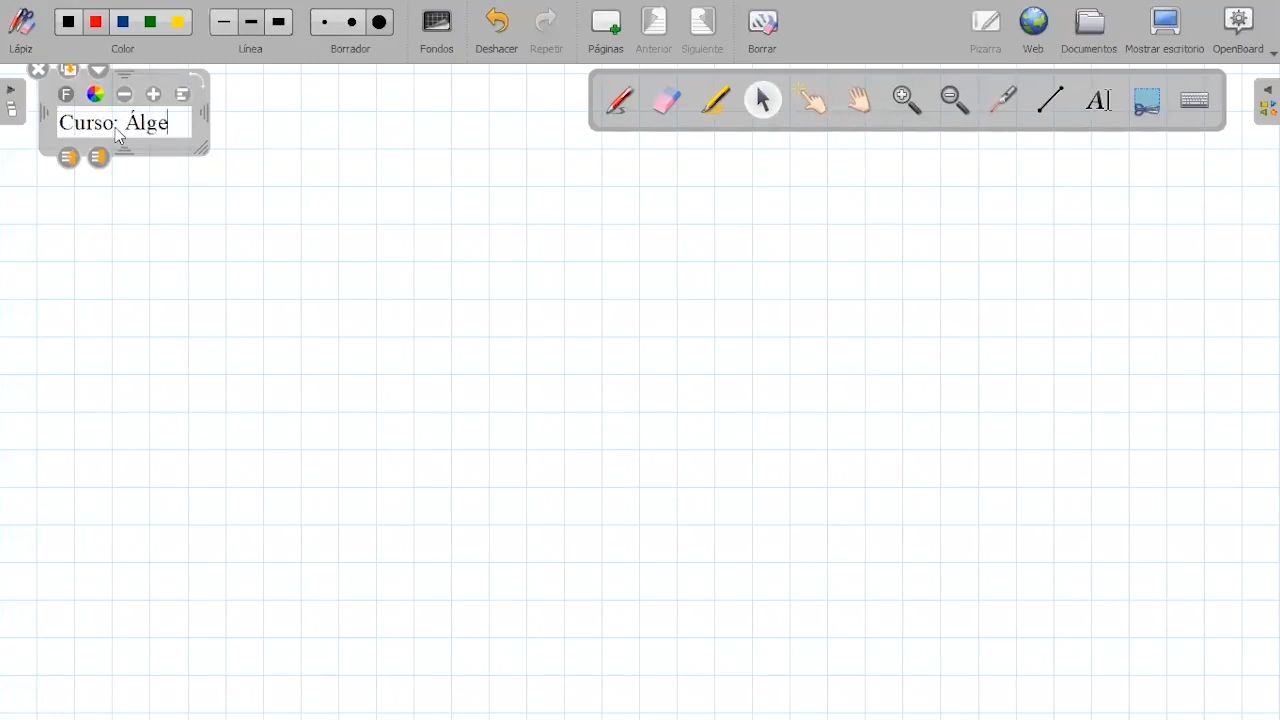 Lápiz Color Línea Borrador Fondos Deshacer Repetir Páginas Anterior Siguiente Borrar Pizarra Web Documentos Mostrar escritorio OpenBoard
F
Curso: Álge